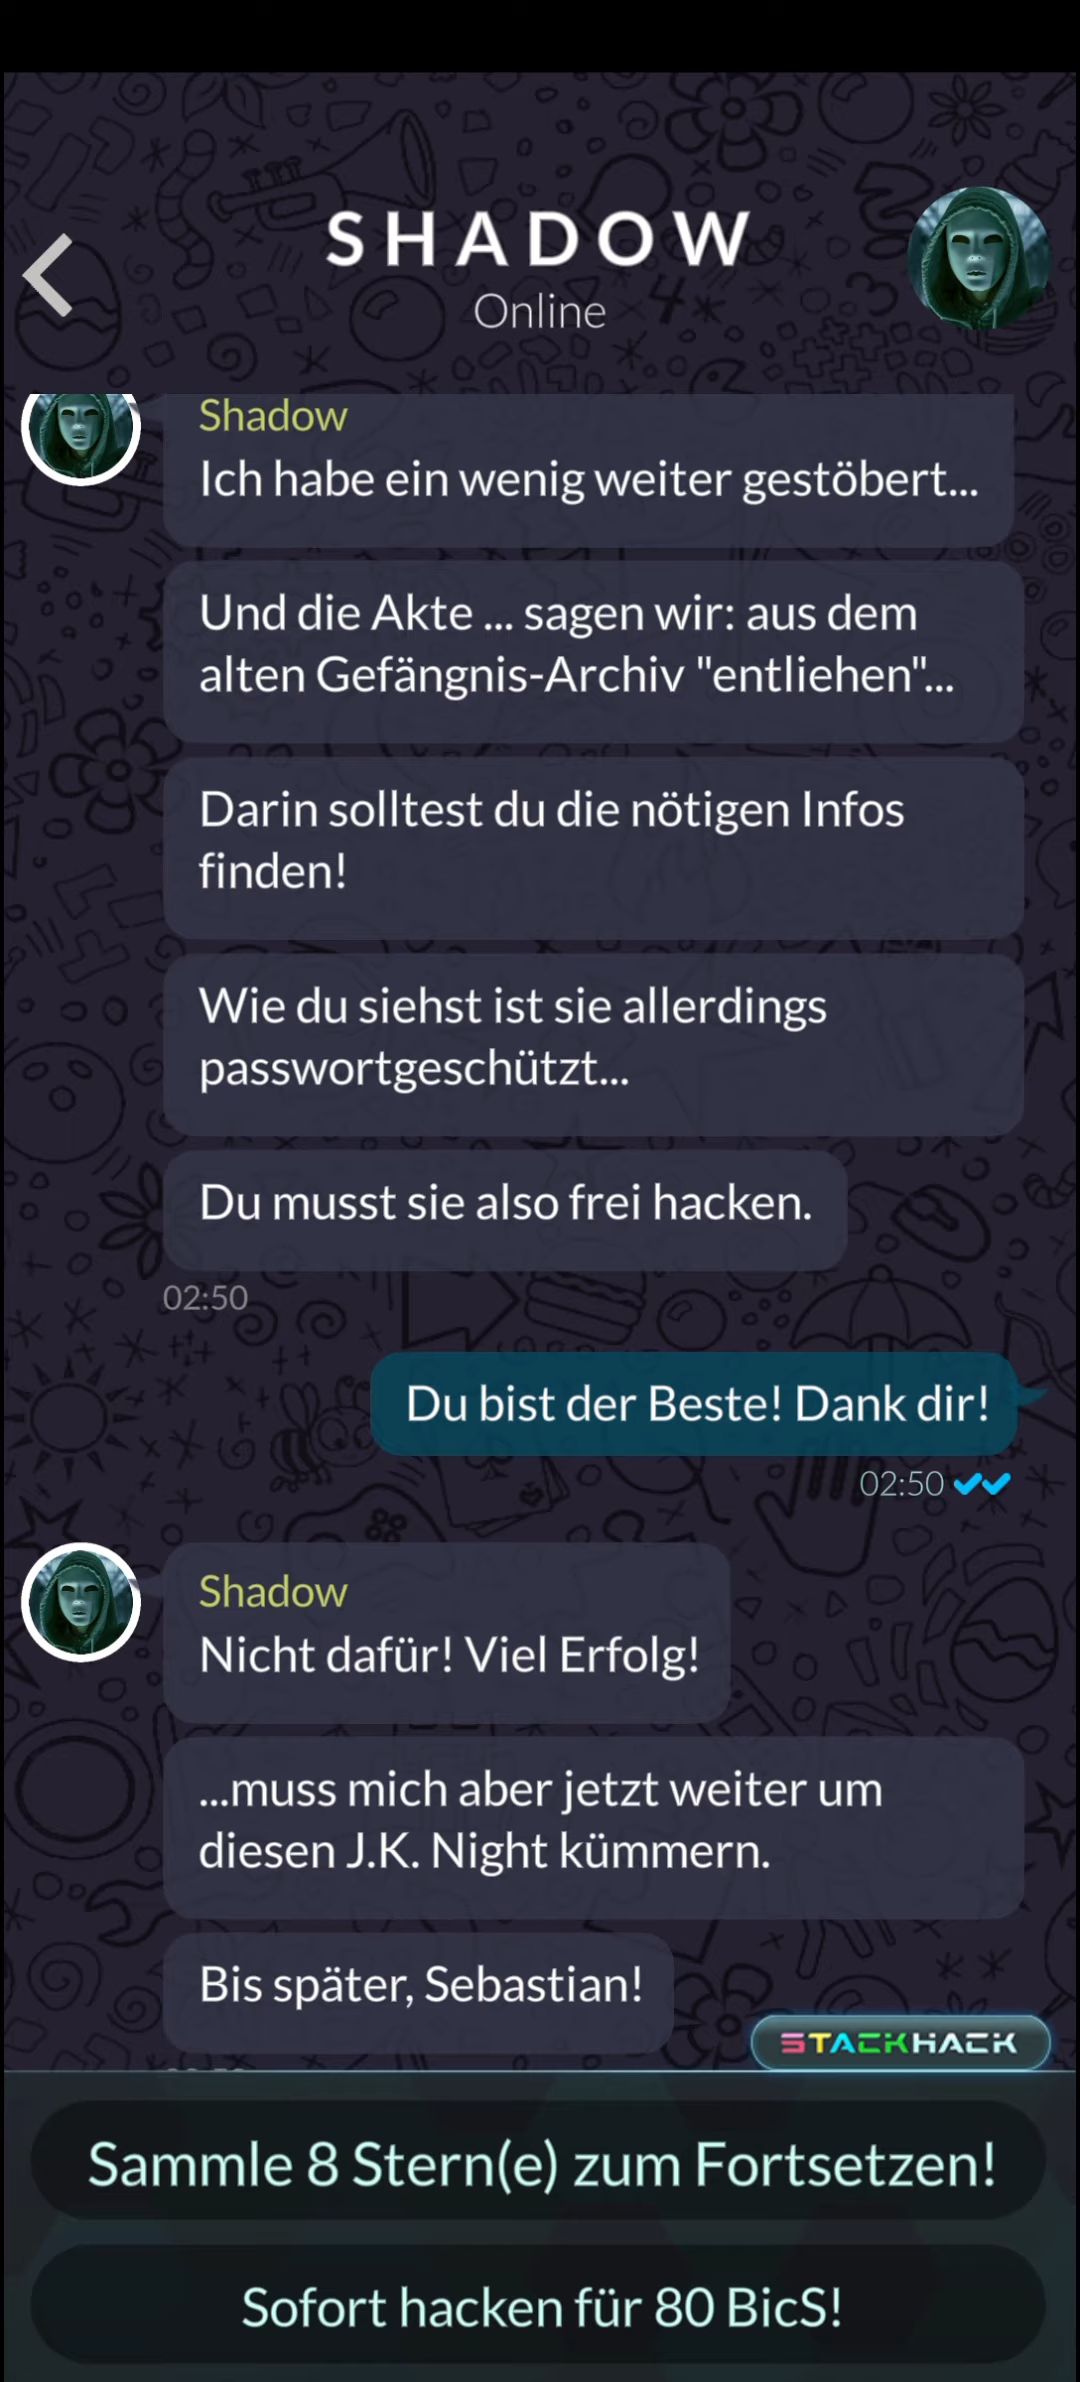 SHADOW
Online
Shadow
Ich habe ein wenig weiter gestöbert...
Und die Akte ... sagen wir: aus dem
alten Gefängnis-Archiv "entliehen"...
Darin solltest du die nötigen Infos
finden!
Wie du siehst ist sie allerdings
passwortgeschützt...
Du musst sie also frei hacken.
02:50
Du bist der Beste! Dank dir!
02:50
Shadow
Nicht dafür! Viel Erfolg!
...muss mich aber jetzt weiter um
diesen J.K. Night kümmern.
Bis später, Sebastian!
STACKHACK
Sammle 8 Stern(e) zum Fortsetzen!
Sofort hacken für 80 BicS!